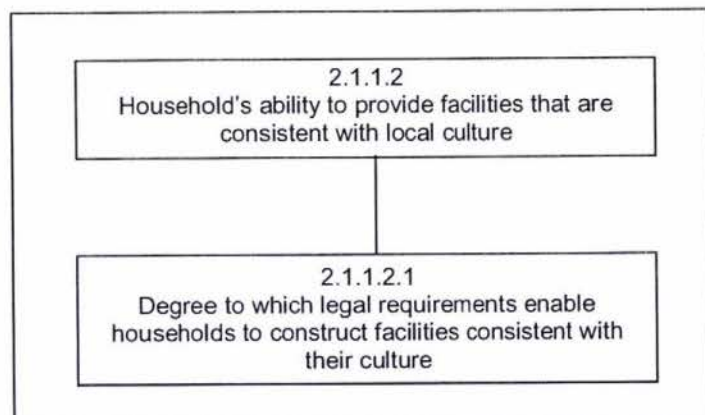 2.1.1.2
Household's ability to provide facilities that are
consistent with local culture
2.1.1.2.1
Degree to which legal requirements enable
households to construct facilities consistent with
their culture